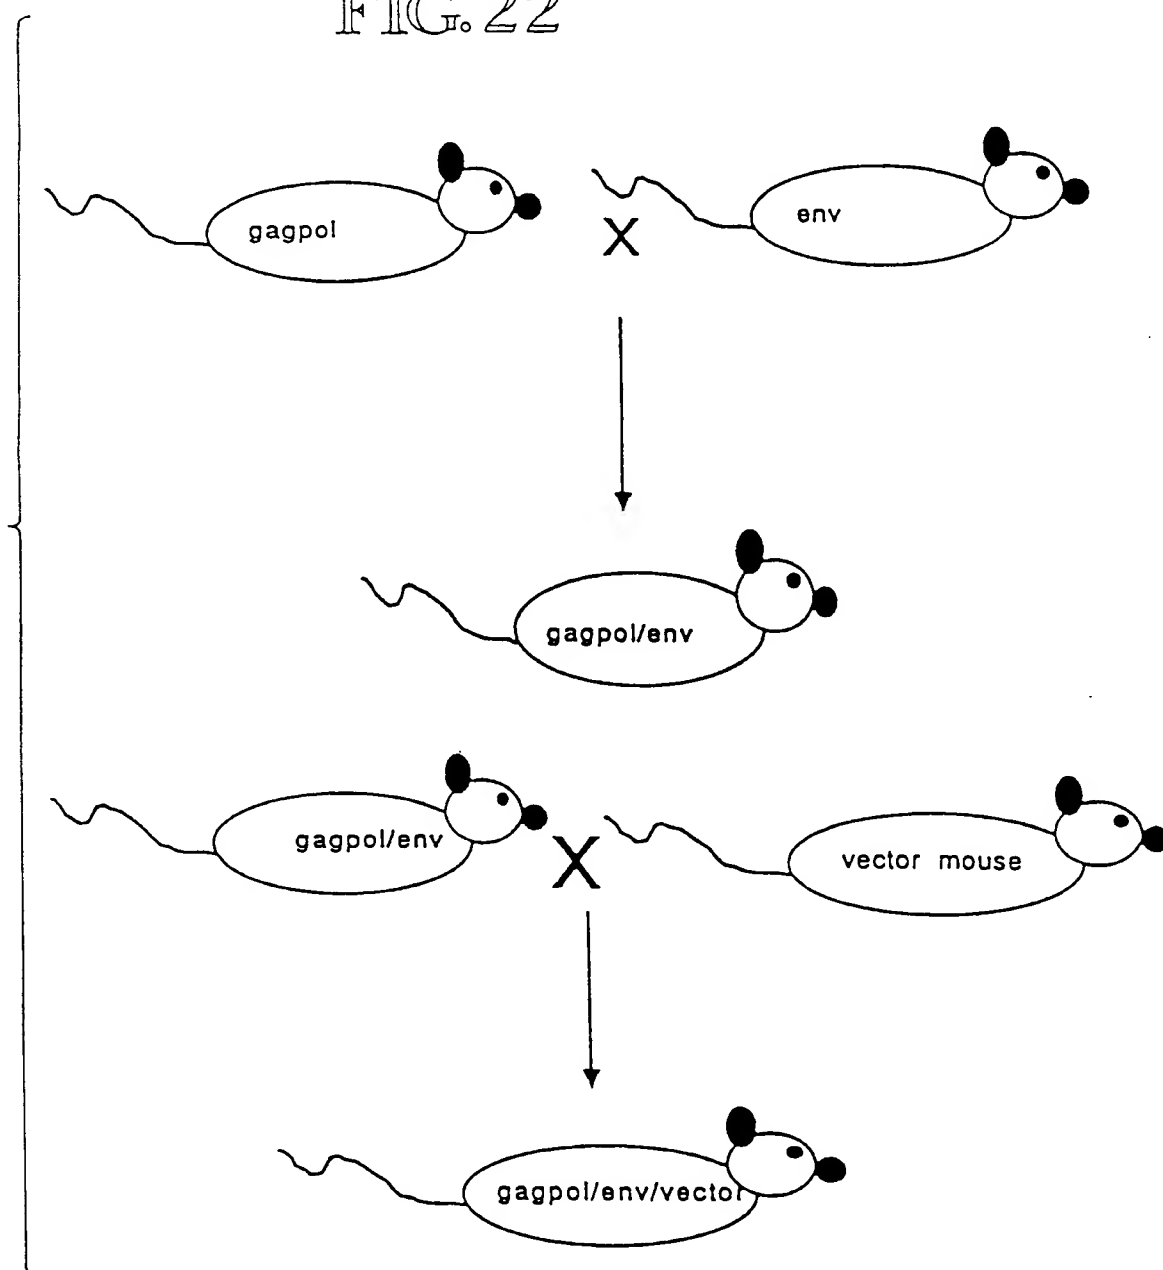 FIG. 22
gagpol
X
env
gagpol/env
gagpol/env
X
vector mouse
gagpol/env/vector